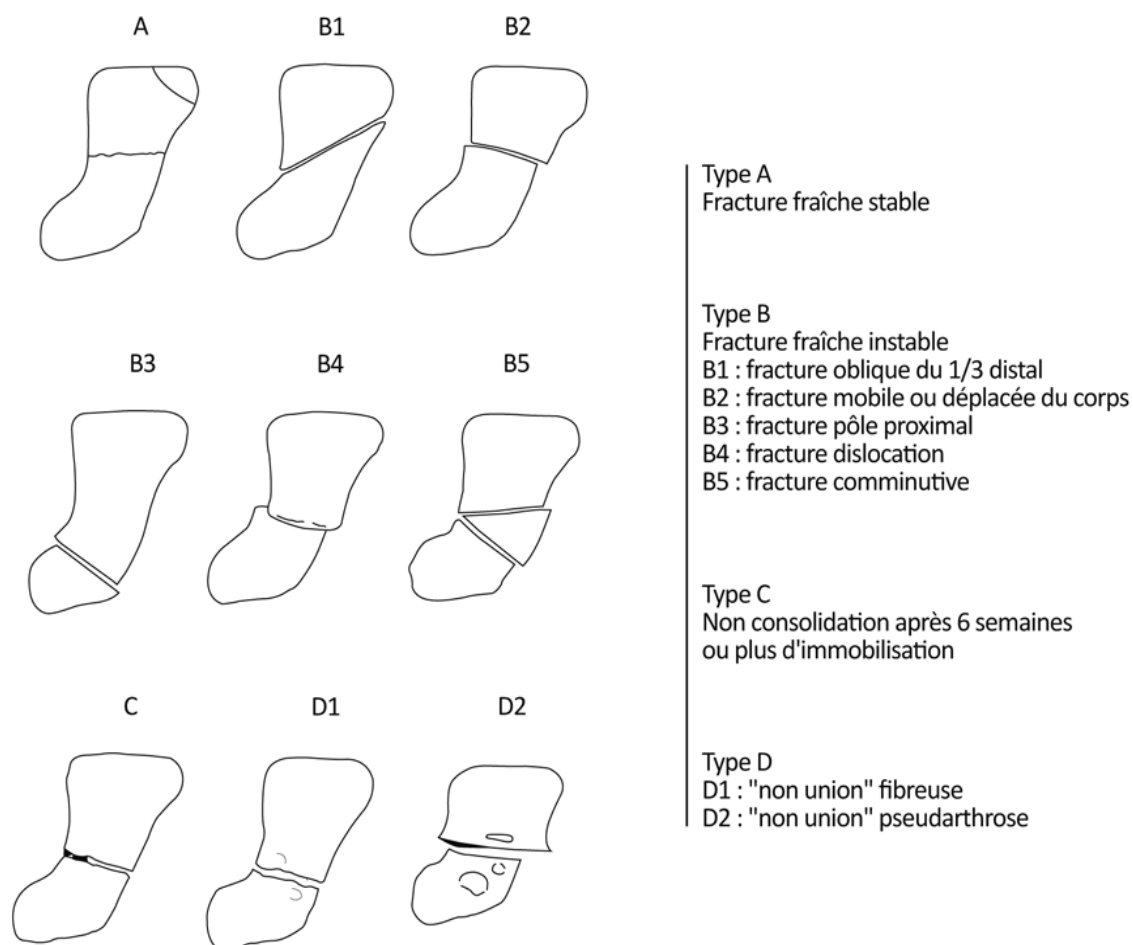 A
B1
B2
B3
B4
B5
C
D1
D2
Type A
Fracture fraîche stable
Type B
Fracture fraîche instable
B1 : fracture oblique du 1/3 distal
B2 : fracture mobile ou déplacée du corps
B3 : fracture pôle proximal
B4 : fracture dislocation
B5 : fracture comminutive
Type C
Non consolidation après 6 semaines
ou plus d'immobilisation
Type D
D1 : "non union" fibreuse
D2 : "non union" pseudarthrose